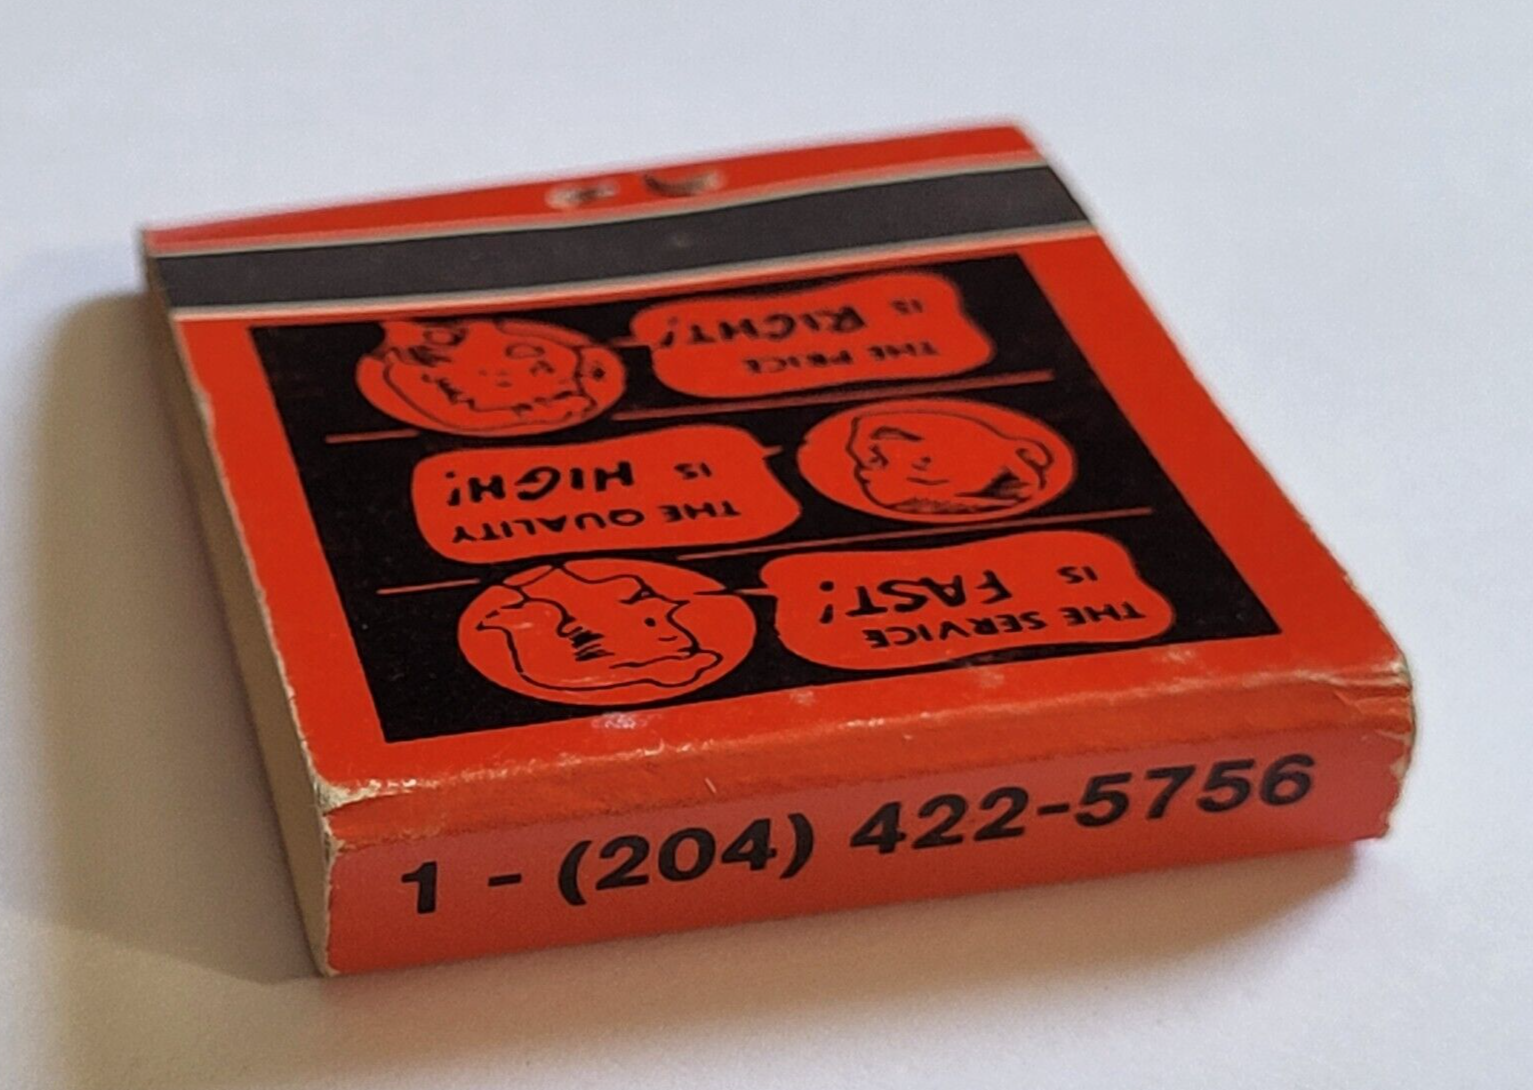 THE SERVICE
IS FAST!
THE QUALITY
IS HIGH!
THE PRICE
IS RIGHT!
1 - (204) 422-5756